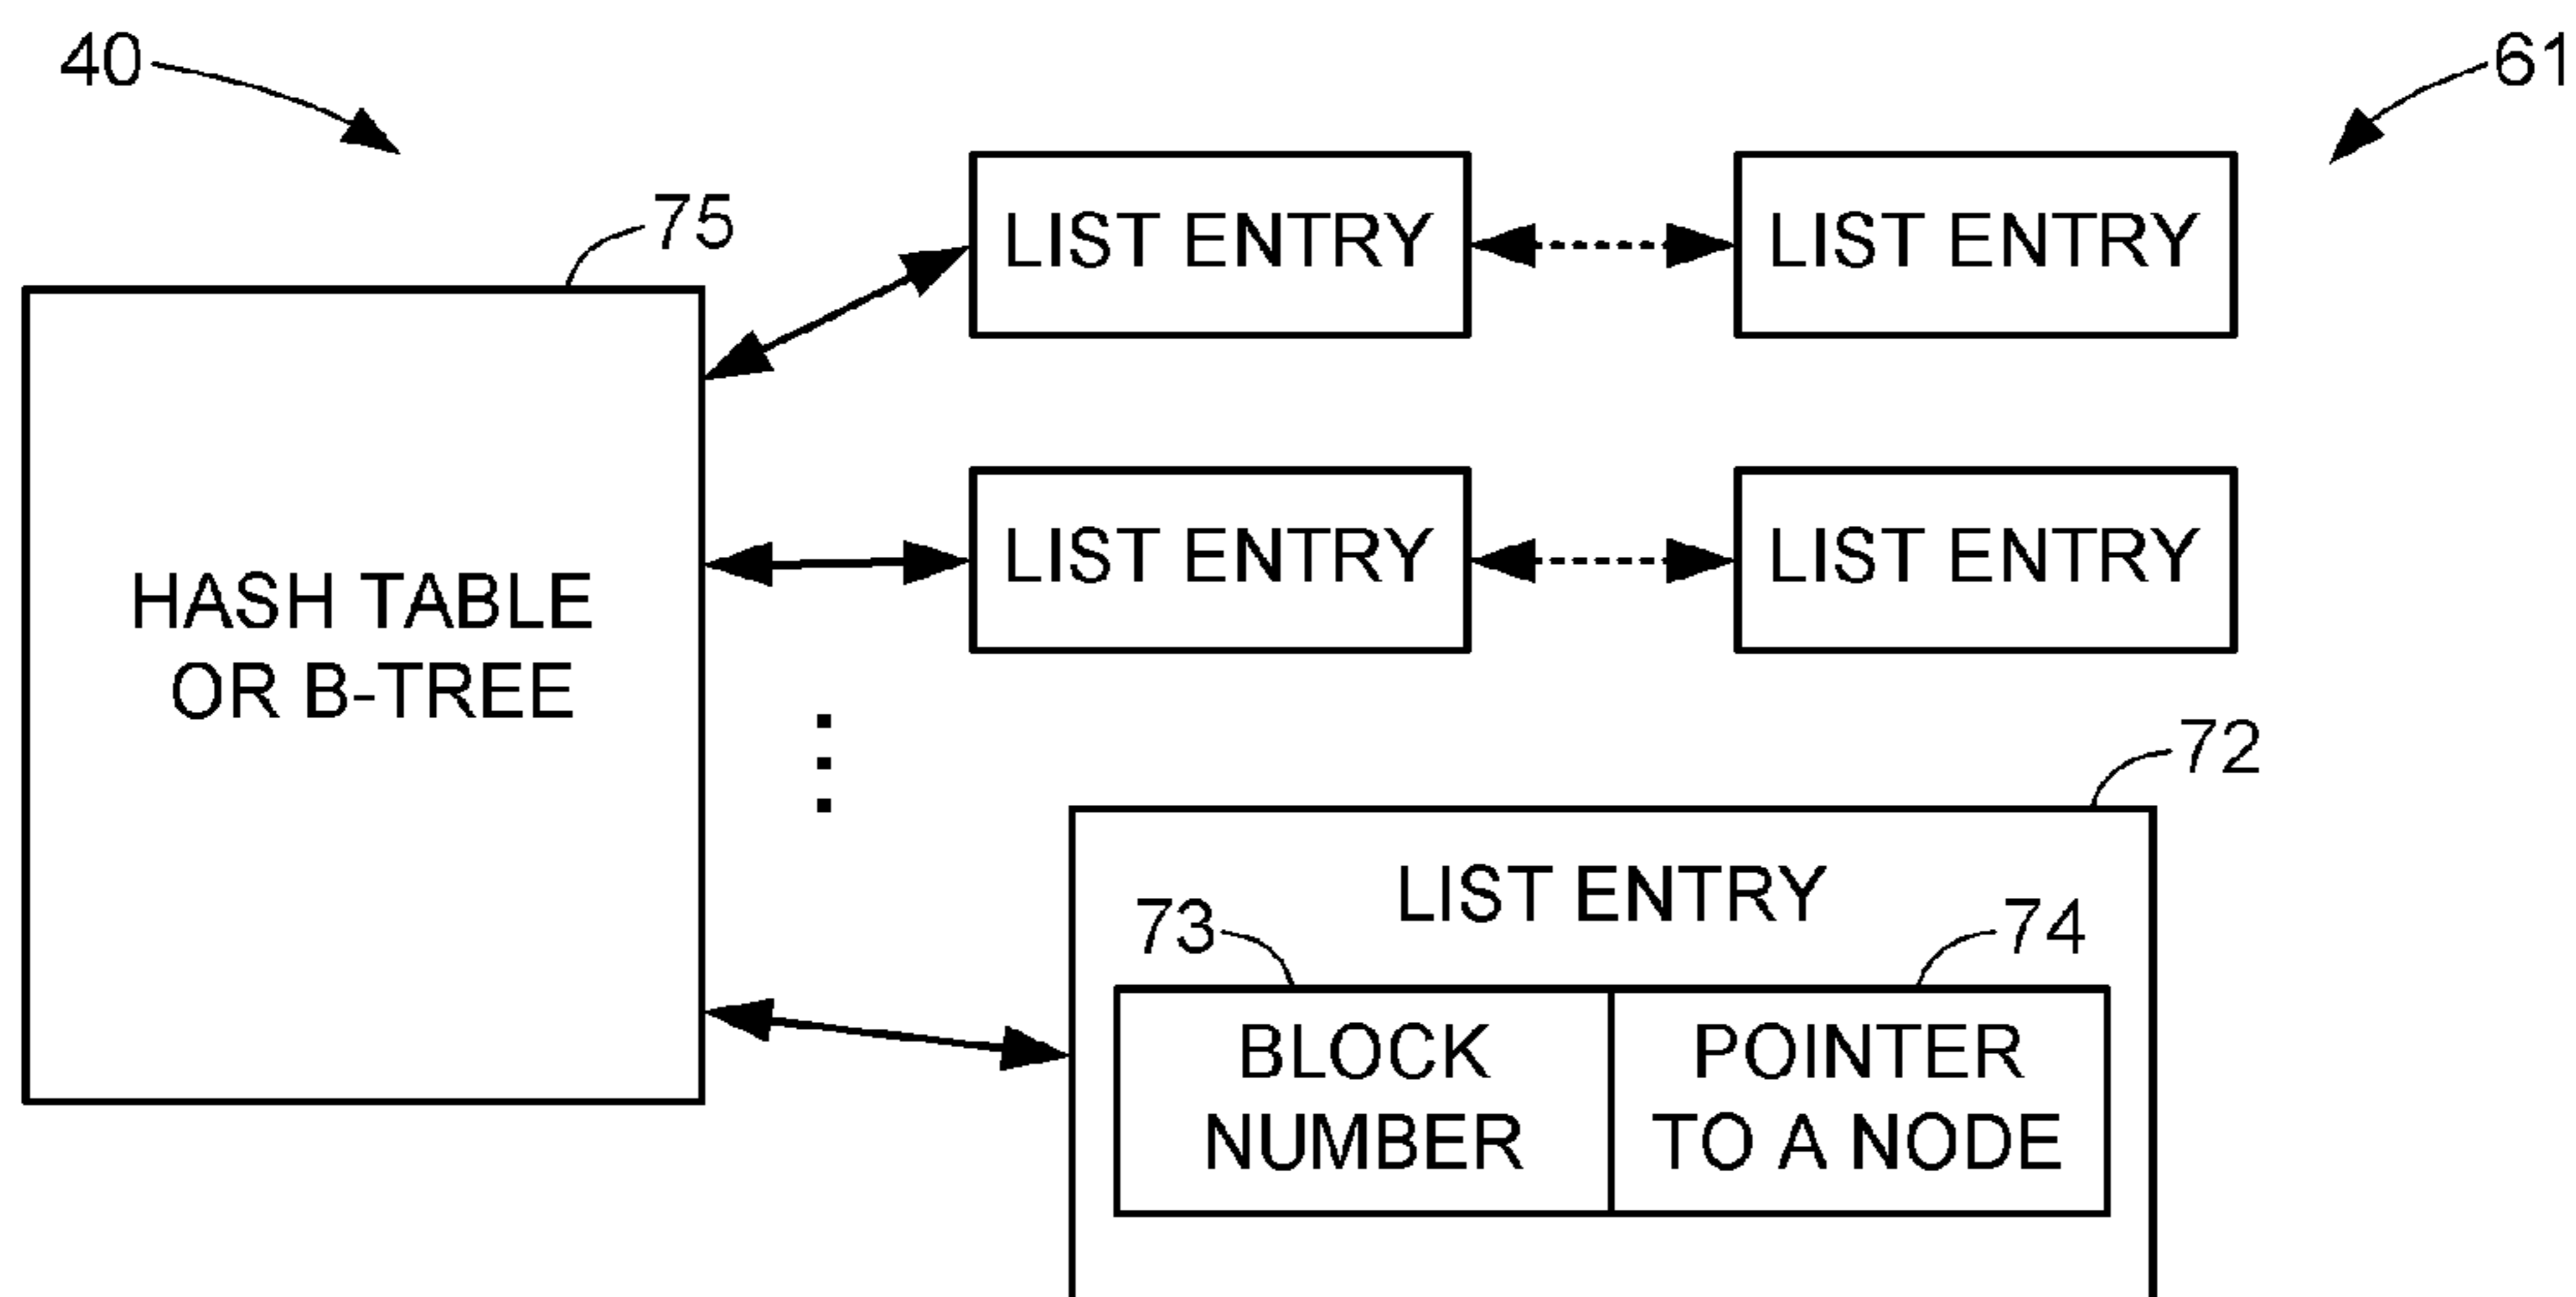 40
61
75
LIST ENTRY
LIST ENTRY
HASH TABLE
OR B-TREE
LIST ENTRY
LIST ENTRY
72
LIST ENTRY
73
74
BLOCK
NUMBER
POINTER
TO A NODE